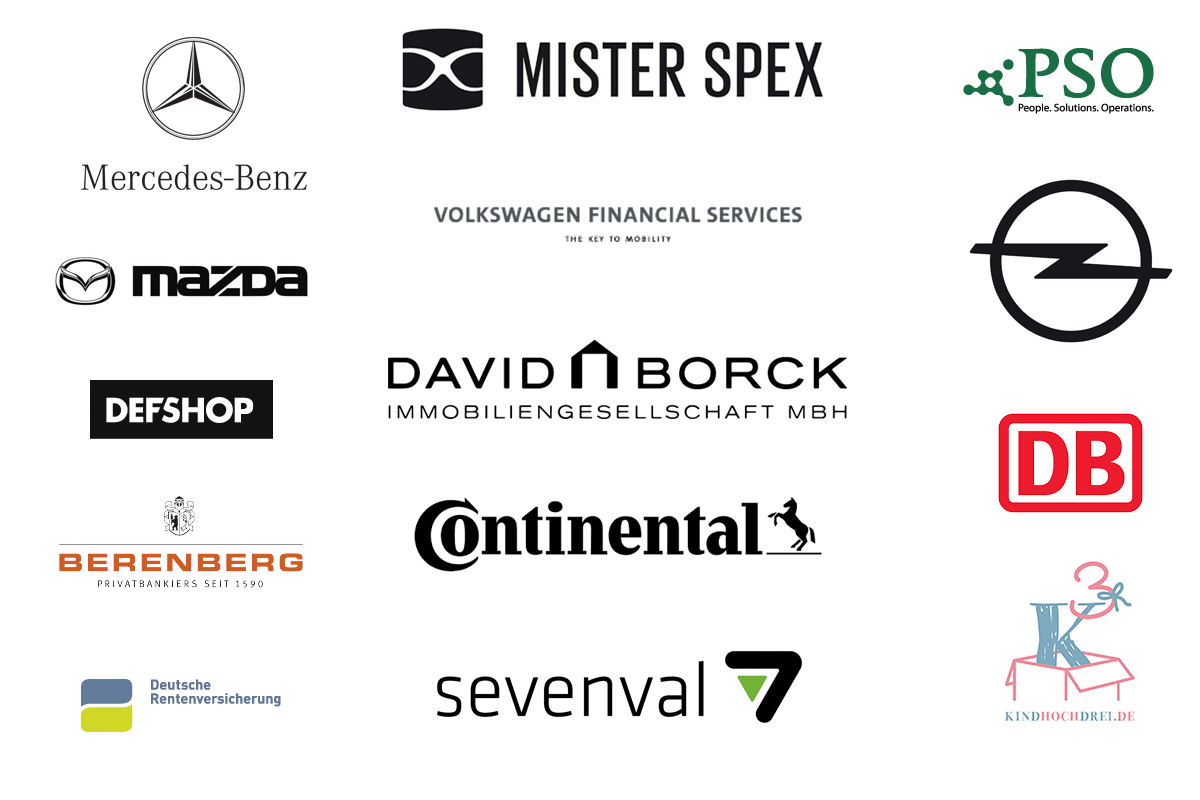 Mercedes-Benz
mazda
DEFSHOP
BERENBERG
PRIVATBANKIERS SEIT 1590
Deutsche
Rentenversicherung
MISTER SPEX
VOLKSWAGEN FINANCIAL SERVICES
THE KEY TO MOBILITY
DAVID BORCK
IMMOBILIENGESELLSCHAFT MBH
Continental
sevenval
PSO
People. Solutions. Operations.
DB
K3
KINDHOCHDREI.DE